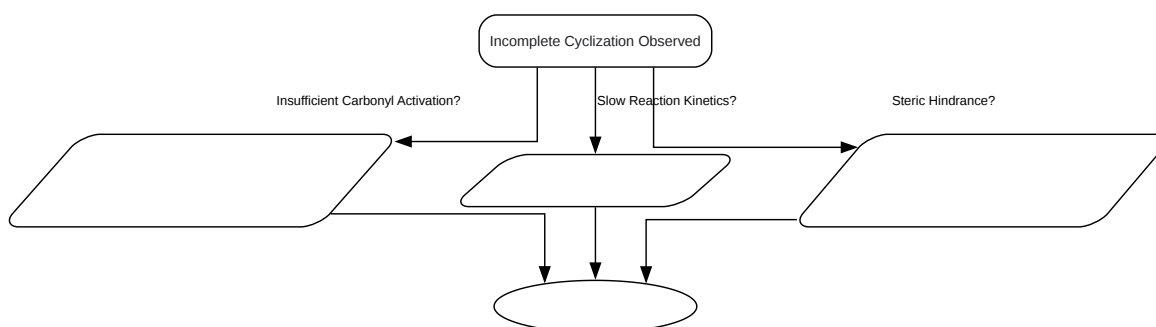 Incomplete Cyclization Observed
Insufficient Carbonyl Activation?
Slow Reaction Kinetics?
Steric Hindrance?